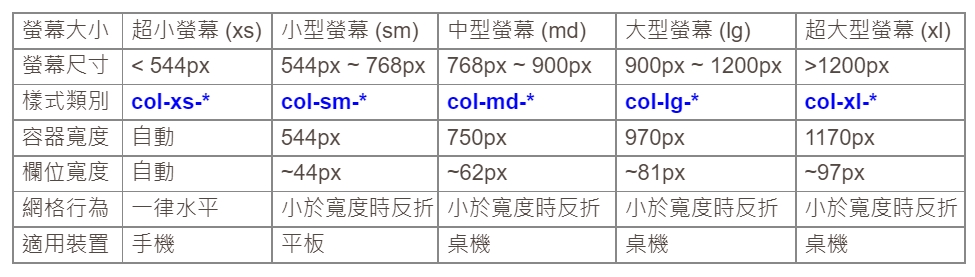 螢幕大小 超小螢幕 (xs) 小型螢幕 (sm) 中型螢幕 (md) 大型螢幕 (lg) 超大型螢幕 (xl)
螢幕尺寸 < 544px 544px ~ 768px 768px ~ 900px 900px ~ 1200px >1200px
樣式類別 col-xs-* col-sm-* col-md-* col-lg-* col-xl-*
容器寬度 自動 544px 750px 970px 1170px
欄位寬度 自動 ~44px ~62px ~81px ~97px
網格行為 一律水平 小於寬度時反折 小於寬度時反折 小於寬度時反折 小於寬度時反折
適用裝置 手機 平板 桌機 桌機 桌機